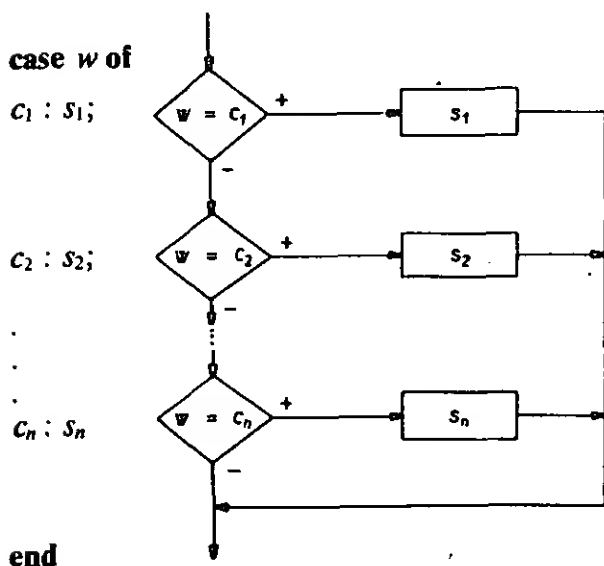 case w of
c₁ : s₁; w = c₁ + s₁
−
c₂ : s₂; w = c₂ + s₂
−
.
.
.
cₙ : sₙ w = cₙ + sₙ
−
end